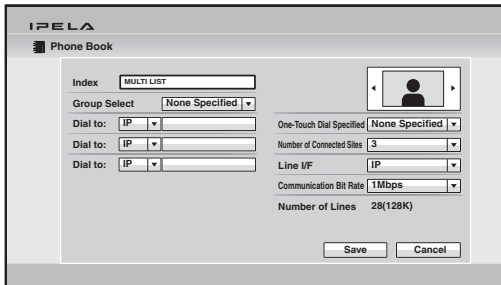 IPELA
Phone Book
Index MULTI LIST
Group Select None Specified
Dial to: IP
Dial to: IP
Dial to: IP
One-Touch Dial Specified None Specified
Number of Connected Sites 3
Line I/F IP
Communication Bit Rate 1Mbps
Number of Lines 28(128K)
Save Cancel